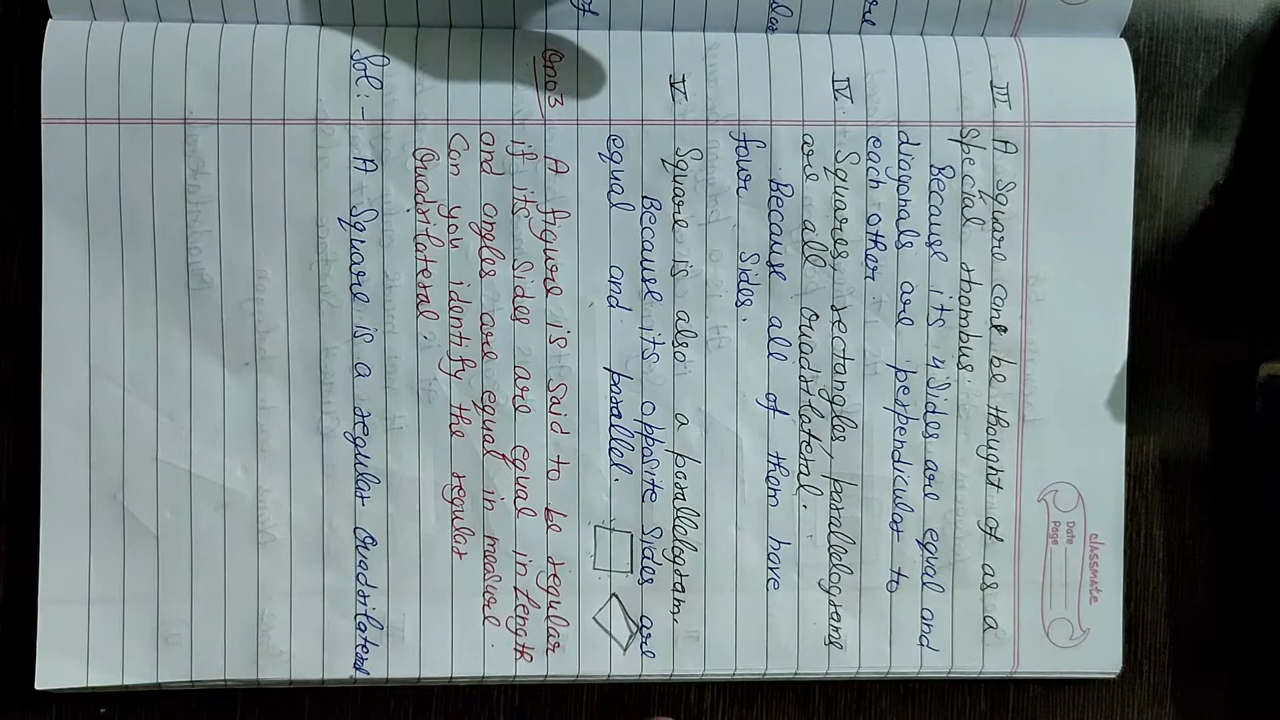 classmate
Date
Page
III A Square can be thought of as a
Special rhombus.
Because its 4 Sides are equal and
diagonals are perpendicular to
each other.
IV. Squares, rectangles, parallelograms
are all Quadrilateral.
Because all of them have
four Sides.
V. Square is also a parallelogram.
Because its opposite Sides are
equal and parallel.
Qno3 A figure is Said to be regular
if its Sides are equal in Length
and angles are equal in measure.
Can you identify the regular
Quadrilateral.
Sol:- A Square is a regular Quadrilateral